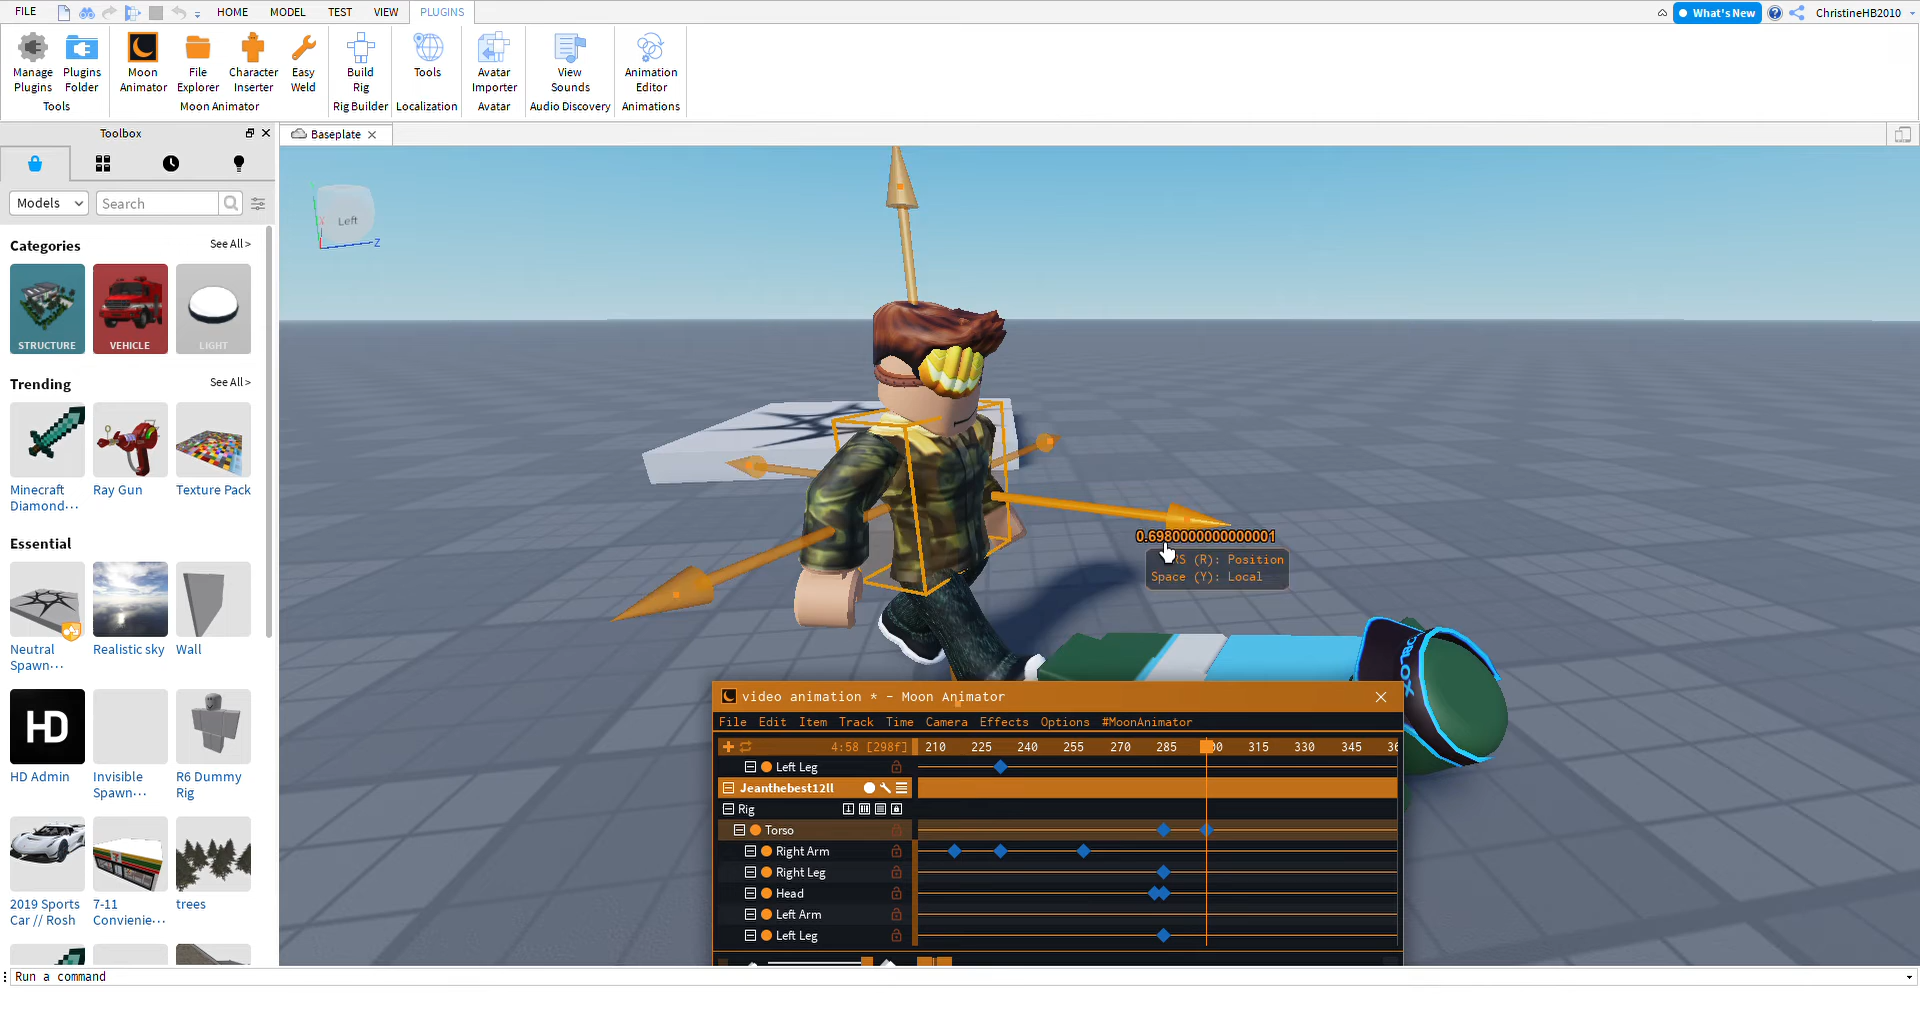 FILE HOME MODEL TEST VIEW PLUGINS What's New ChristineHB2010
Manage Plugins
Plugins Folder
Tools
Moon Animator
File Explorer
Character Inserter
Easy Weld
Moon Animator
Build Rig
Rig Builder
Tools
Localization
Avatar Importer
Avatar
View Sounds
Audio Discovery
Animation Editor
Animations
Toolbox
Baseplate
Models Search
Categories See All >
STRUCTURE VEHICLE LIGHT
Trending See All >
Minecraft Diamond...
Ray Gun
Texture Pack
Essential
Neutral Spawn...
Realistic sky
Wall
HD
HD Admin
Invisible Spawn...
R6 Dummy Rig
2019 Sports Car // Rosh
7-11 Convienie...
trees
Left
Z
0.6980000000000001
RS (R): Position
Space (Y): Local
video animation * - Moon Animator
File Edit Item Track Time Camera Effects Options #MoonAnimator
4:58 [298f] 210 225 240 255 270 285 300 315 330 345
Left Leg
Jeanthebest12ll
Rig
Torso
Right Arm
Right Leg
Head
Left Arm
Left Leg
Run a command